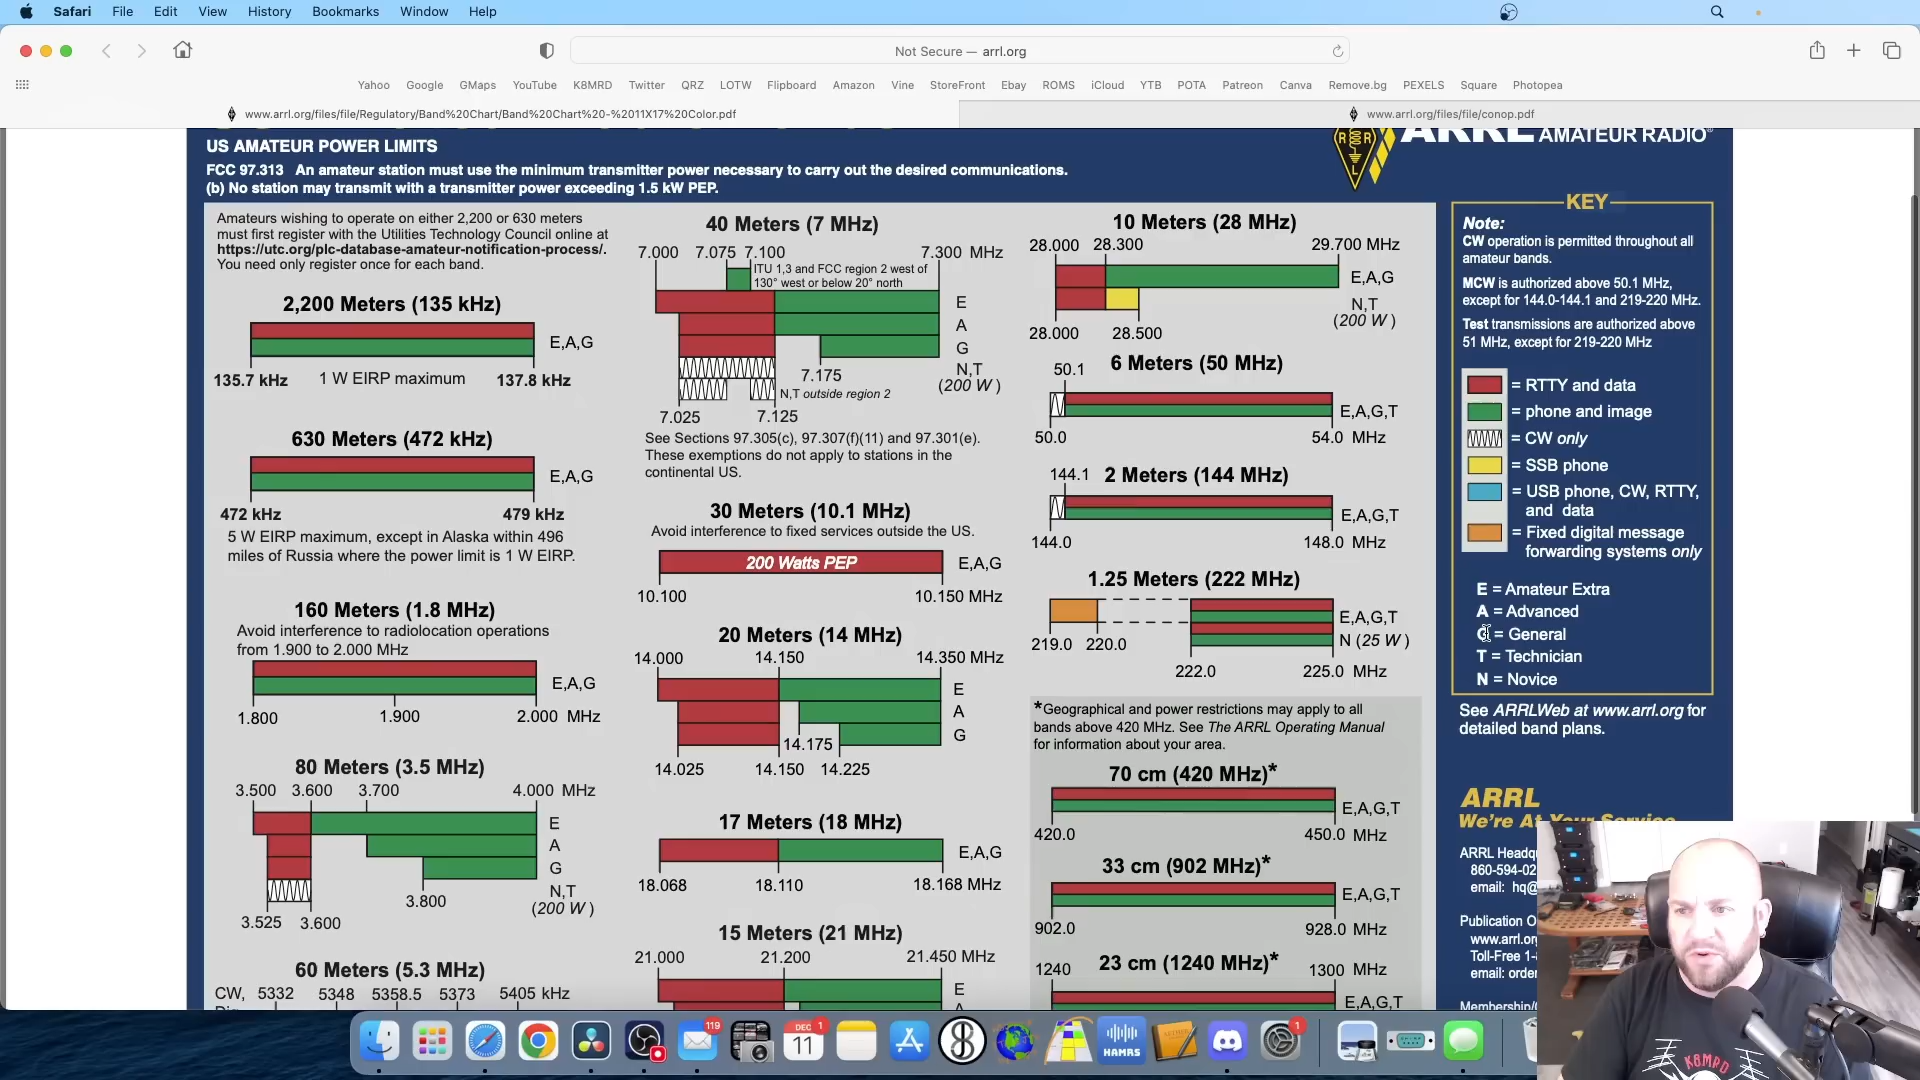 Safari File Edit View History Bookmarks Window Help
Not Secure — arrl.org
Yahoo Google GMaps YouTube K8MRD Twitter QRZ LOTW Flipboard Amazon Vine StoreFront Ebay ROMS iCloud YTB POTA Patreon Canva Remove.bg PEXELS Square Photopea
www.arrl.org/files/file/Regulatory/Band%20Chart/Band%20Chart%20-%2011X17%20Color.pdf
www.arrl.org/files/file/conop.pdf
US AMATEUR POWER LIMITS
FCC 97.313 An amateur station must use the minimum transmitter power necessary to carry out the desired communications.
(b) No station may transmit with a transmitter power exceeding 1.5 kW PEP.
ARRL AMATEUR RADIO®
R R
L
Amateurs wishing to operate on either 2,200 or 630 meters
must first register with the Utilities Technology Council online at
https://utc.org/plc-database-amateur-notification-process/.
You need only register once for each band.
2,200 Meters (135 kHz)
E,A,G
135.7 kHz 1 W EIRP maximum 137.8 kHz
630 Meters (472 kHz)
E,A,G
472 kHz 479 kHz
5 W EIRP maximum, except in Alaska within 496
miles of Russia where the power limit is 1 W EIRP.
160 Meters (1.8 MHz)
Avoid interference to radiolocation operations
from 1.900 to 2.000 MHz
E,A,G
1.800 1.900 2.000 MHz
80 Meters (3.5 MHz)
3.500 3.600 3.700 4.000 MHz
E
A
G
N,T
(200 W)
3.800
3.525 3.600
60 Meters (5.3 MHz)
CW, 5332 5348 5358.5 5373 5405 kHz
40 Meters (7 MHz)
7.000 7.075 7.100 7.300 MHz
ITU 1,3 and FCC region 2 west of
130° west or below 20° north
E
A
G
N,T
(200 W)
7.175
N,T outside region 2
7.025 7.125
See Sections 97.305(c), 97.307(f)(11) and 97.301(e).
These exemptions do not apply to stations in the
continental US.
30 Meters (10.1 MHz)
Avoid interference to fixed services outside the US.
200 Watts PEP E,A,G
10.100 10.150 MHz
20 Meters (14 MHz)
14.000 14.150 14.350 MHz
E
A
G
14.175
14.025 14.150 14.225
17 Meters (18 MHz)
E,A,G
18.068 18.110 18.168 MHz
15 Meters (21 MHz)
21.000 21.200 21.450 MHz
E
10 Meters (28 MHz)
28.000 28.300 29.700 MHz
E,A,G
N,T
(200 W)
28.000 28.500
6 Meters (50 MHz)
50.1
E,A,G,T
50.0 54.0 MHz
2 Meters (144 MHz)
144.1
E,A,G,T
144.0 148.0 MHz
1.25 Meters (222 MHz)
E,A,G,T
N (25 W)
219.0 220.0 222.0 225.0 MHz
*Geographical and power restrictions may apply to all
bands above 420 MHz. See The ARRL Operating Manual
for information about your area.
70 cm (420 MHz)*
E,A,G,T
420.0 450.0 MHz
33 cm (902 MHz)*
E,A,G,T
902.0 928.0 MHz
23 cm (1240 MHz)*
1240 1300 MHz
E,A,G,T
KEY
Note:
CW operation is permitted throughout all
amateur bands.
MCW is authorized above 50.1 MHz,
except for 144.0-144.1 and 219-220 MHz.
Test transmissions are authorized above
51 MHz, except for 219-220 MHz
= RTTY and data
= phone and image
= CW only
= SSB phone
= USB phone, CW, RTTY,
and data
= Fixed digital message
forwarding systems only
E = Amateur Extra
A = Advanced
G = General
T = Technician
N = Novice
See ARRLWeb at www.arrl.org for
detailed band plans.
ARRL
We're At Your Service
ARRL
860-594-02
email: hq@
Publication
www.arrl.or
Toll-Free 1-
email:
119
DEC 1
11
HAMRS
1
K8MRD